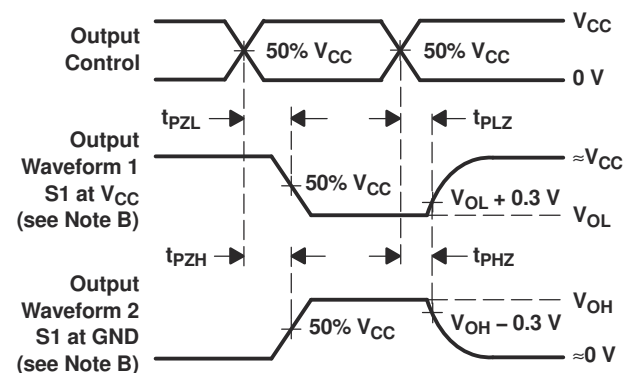 Output
Control
50% VCC
50% VCC
VCC
0 V
tPZL
tPLZ
Output
Waveform 1
S1 at VCC
(see Note B)
50% VCC
≈VCC
VOL + 0.3 V
VOL
tPZH
tPHZ
Output
Waveform 2
S1 at GND
(see Note B)
50% VCC
VOH
VOH − 0.3 V
≈0 V